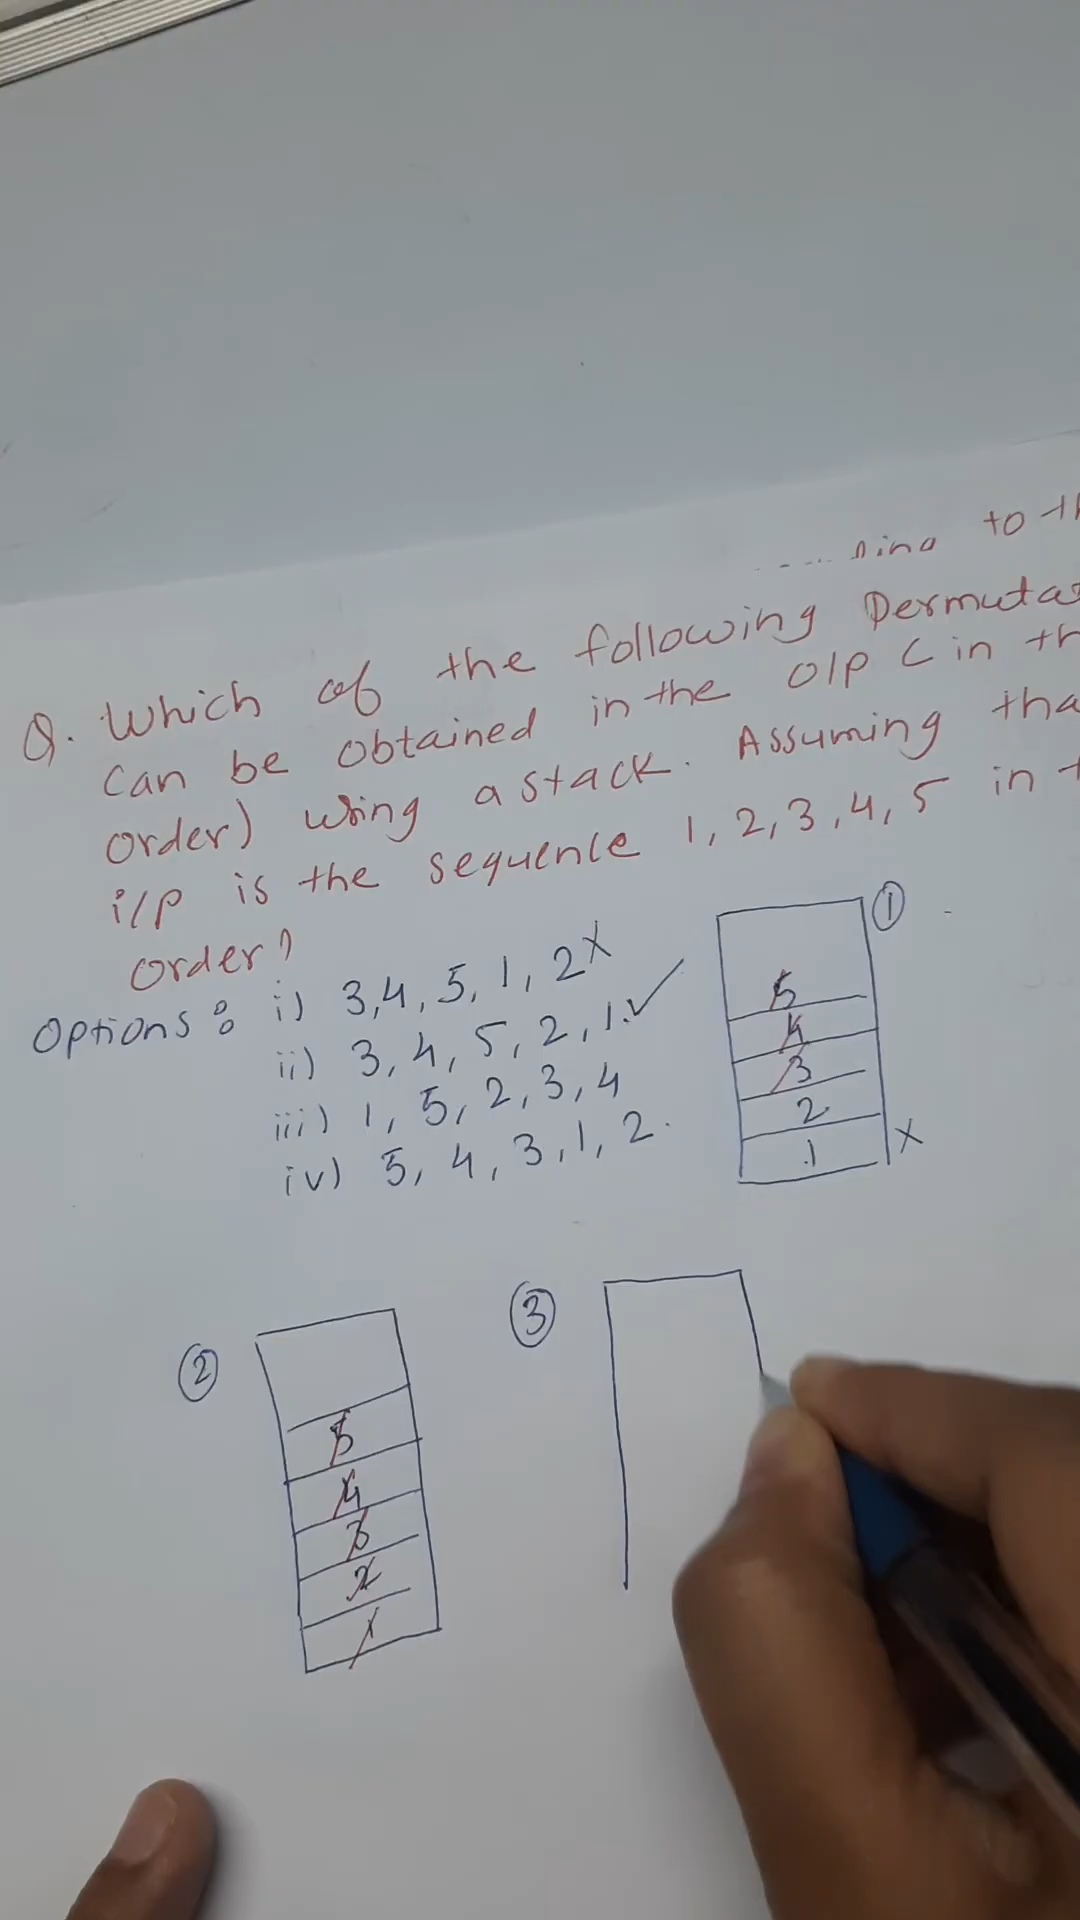 to th
Q. Which of the following Permuta
can be obtained in the O/P ( in th
order) using a stack. Assuming tha
i/p is the sequence 1, 2, 3, 4, 5 in t
order?
Options : i) 3, 4, 5, 1, 2 X
ii) 3, 4, 5, 2, 1. ✓
iii) 1, 5, 2, 3, 4
iv) 5, 4, 3, 1, 2.
①
5
4
3
2
1
X
②
5
4
3
2
1
③